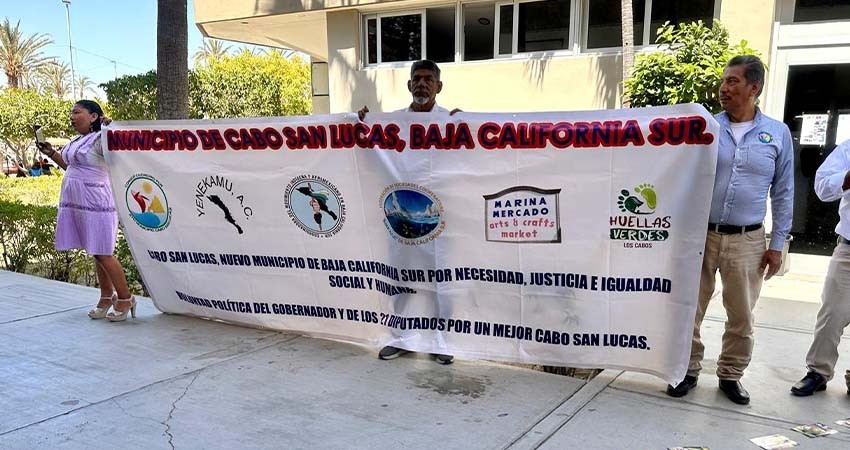 MUNICIPIO DE CABO SAN LUCAS, BAJA CALIFORNIA SUR.
YENEKAMU, A.C.
MARINA
MERCADO
arts & crafts
market
HUELLAS
VERDES
LOS CABOS
SAN LUCAS, NUEVO MUNICIPIO DE BAJA CALIFORNIA SUR POR NECESIDAD, JUSTICIA E IGUALDAD
SOCIAL Y HUMANA.
VOLUNTAD POLÍTICA DEL GOBERNADOR Y DE LOS 21 DIPUTADOS POR UN MEJOR CABO SAN LUCAS.